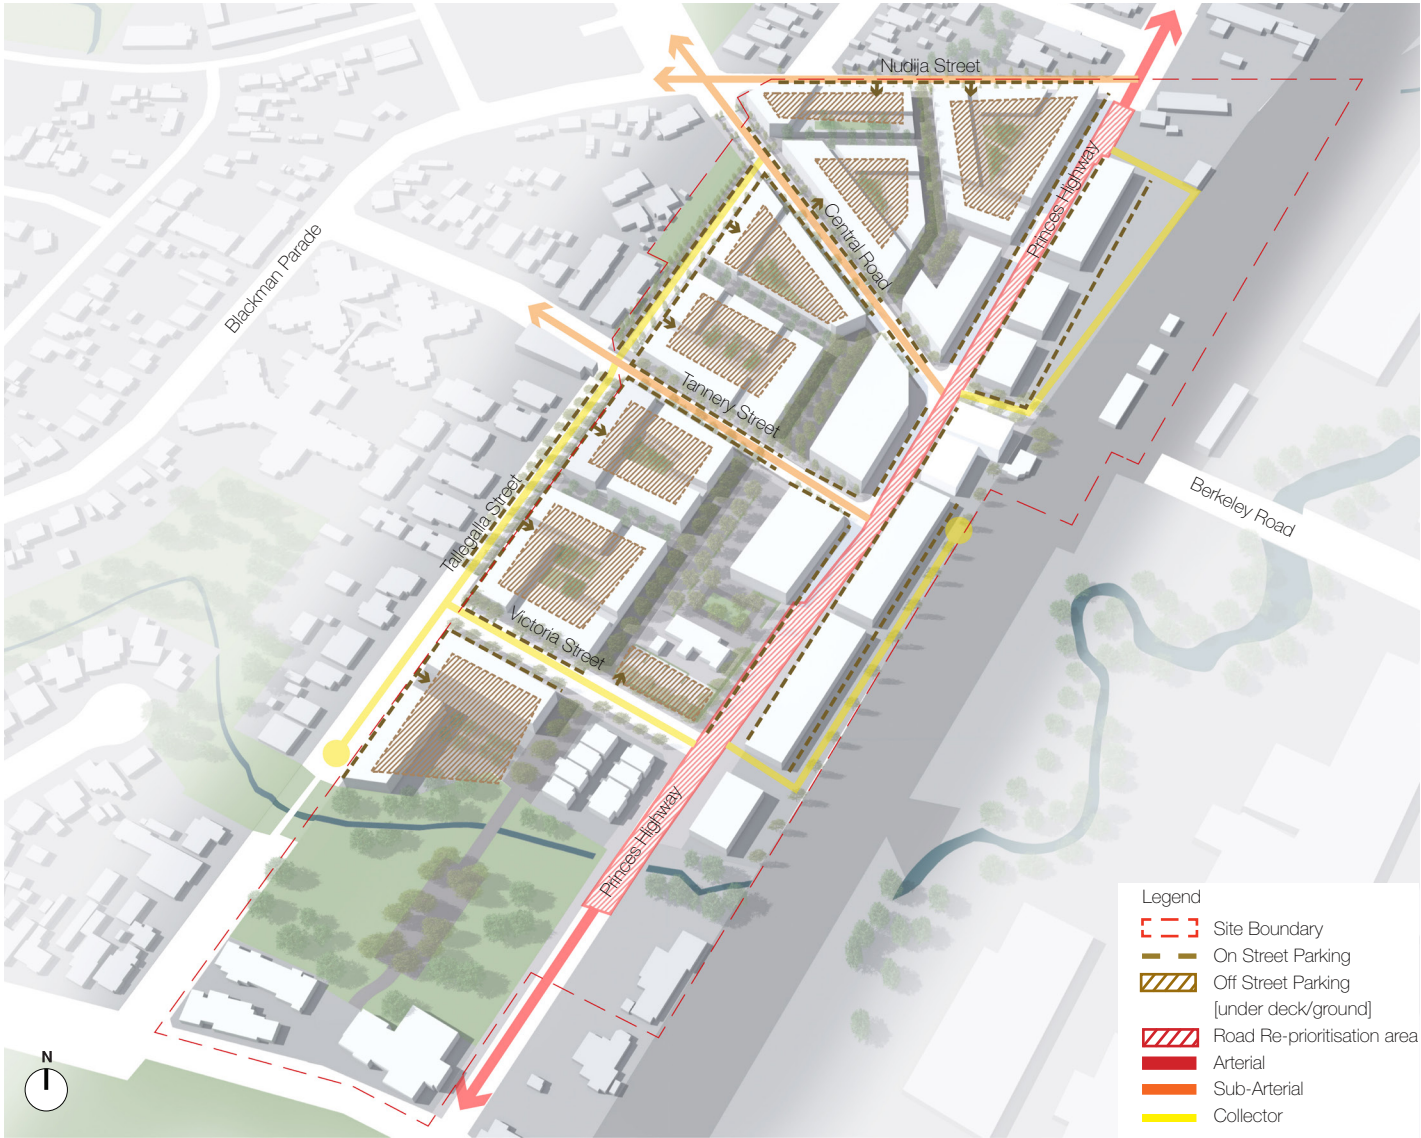 Nudija Street
Princes Highway
Central Road
Blackman Parade
Tannery Street
Tallegalla Street
Berkeley Road
Victoria Street
Princes Highway
N
Legend
Site Boundary
On Street Parking
Off Street Parking
[under deck/ground]
Road Re-prioritisation area
Arterial
Sub-Arterial
Collector